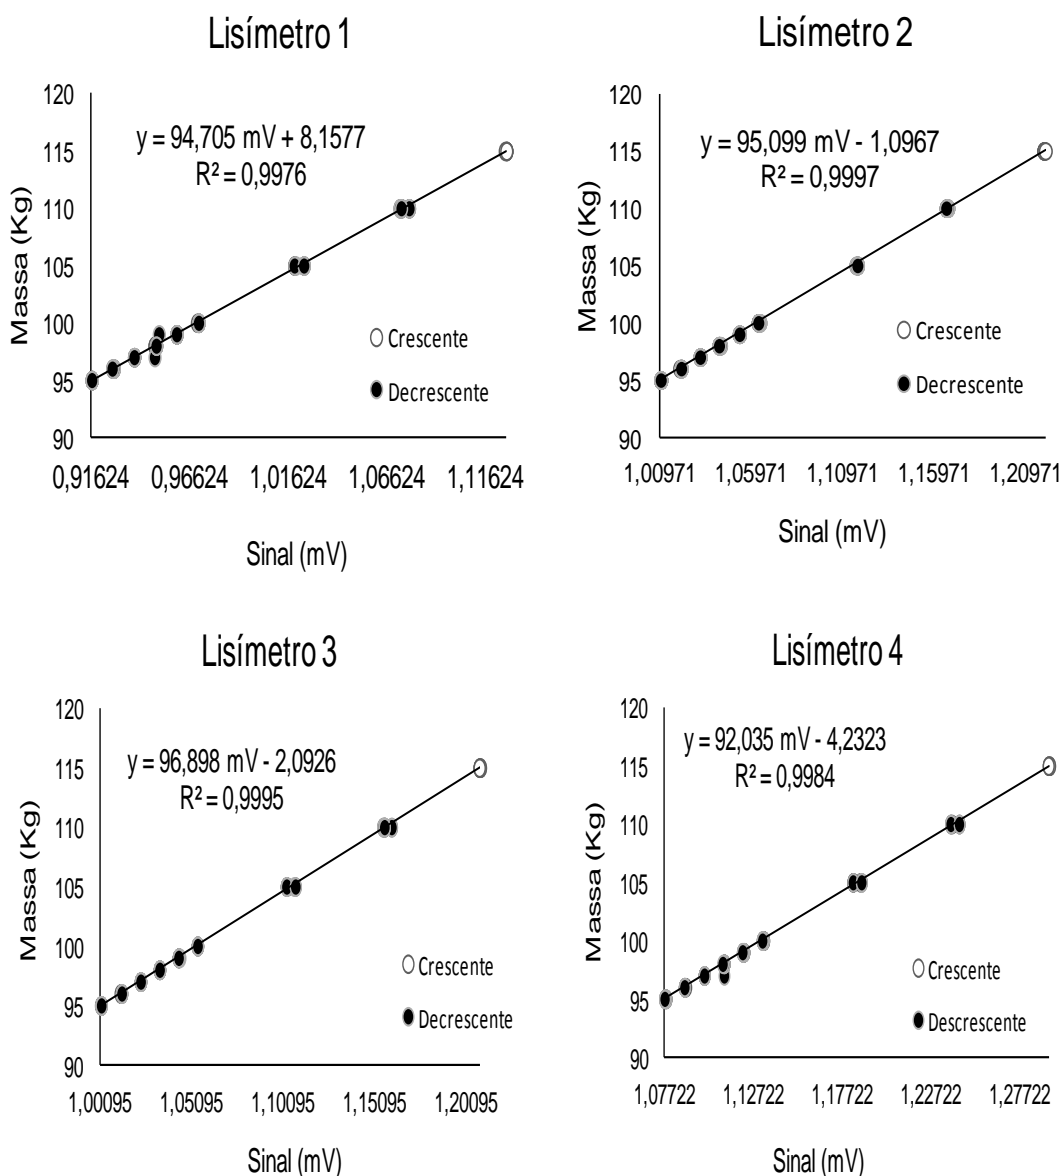 Lisímetro 1
120
115
110
105
100
95
90
Massa (Kg)
y = 94,705 mV + 8,1577
R² = 0,9976
Crescente
Decrescente
0,91624 0,96624 1,01624 1,06624 1,11624
Sinal (mV)
Lisímetro 2
120
115
110
105
100
95
90
Massa (Kg)
y = 95,099 mV - 1,0967
R² = 0,9997
Crescente
Decrescente
1,00971 1,05971 1,10971 1,15971 1,20971
Sinal (mV)
Lisímetro 3
120
115
110
105
100
95
90
Massa (Kg)
y = 96,898 mV - 2,0926
R² = 0,9995
Crescente
Decrescente
1,00095 1,05095 1,10095 1,15095 1,20095
Sinal (mV)
Lisímetro 4
120
115
110
105
100
95
90
Massa (Kg)
y = 92,035 mV - 4,2323
R² = 0,9984
Crescente
Descrescente
1,07722 1,12722 1,17722 1,22722 1,27722
Sinal (mV)